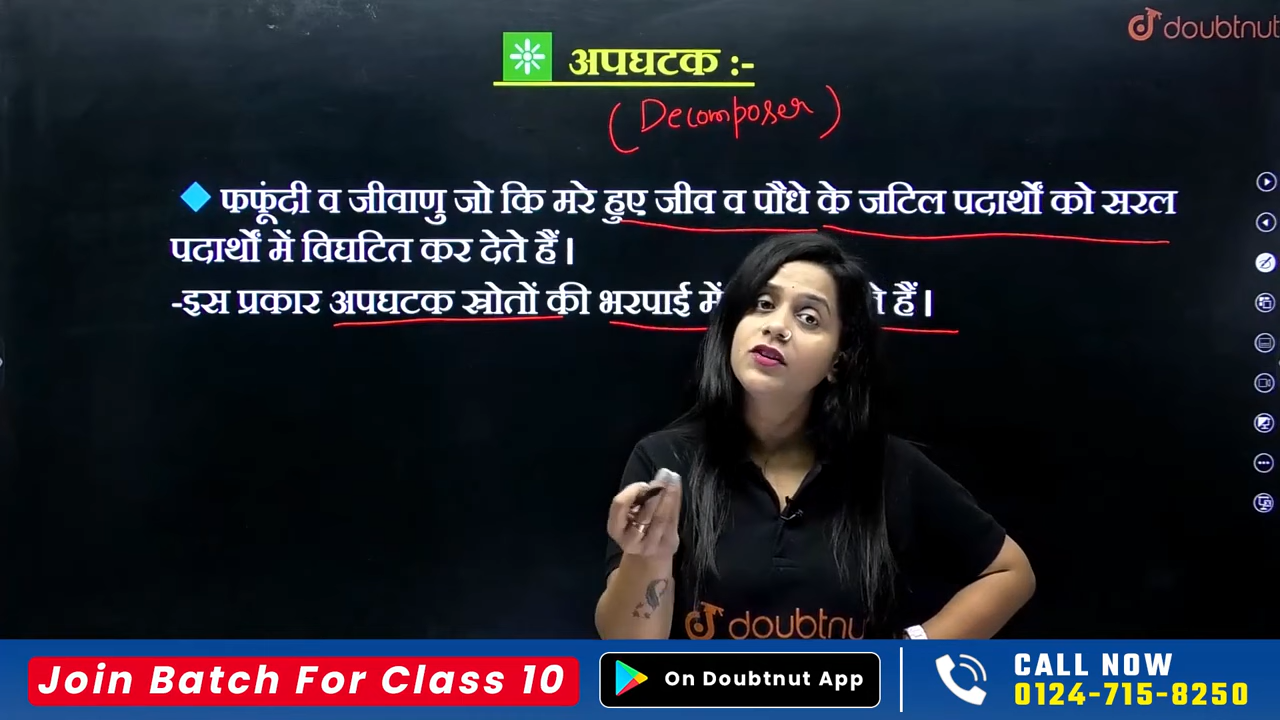 doubtnut
अपघटक :-
(Decomposer)
फफूंदी व जीवाणु जो कि मरे हुए जीव व पौधे के जटिल पदार्थों को सरल
पदार्थों में विघटित कर देते हैं।
-इस प्रकार अपघटक स्रोतों की भरपाई में हैं।
doubtnu
Join Batch For Class 10
On Doubtnut App
CALL NOW
0124-715-8250